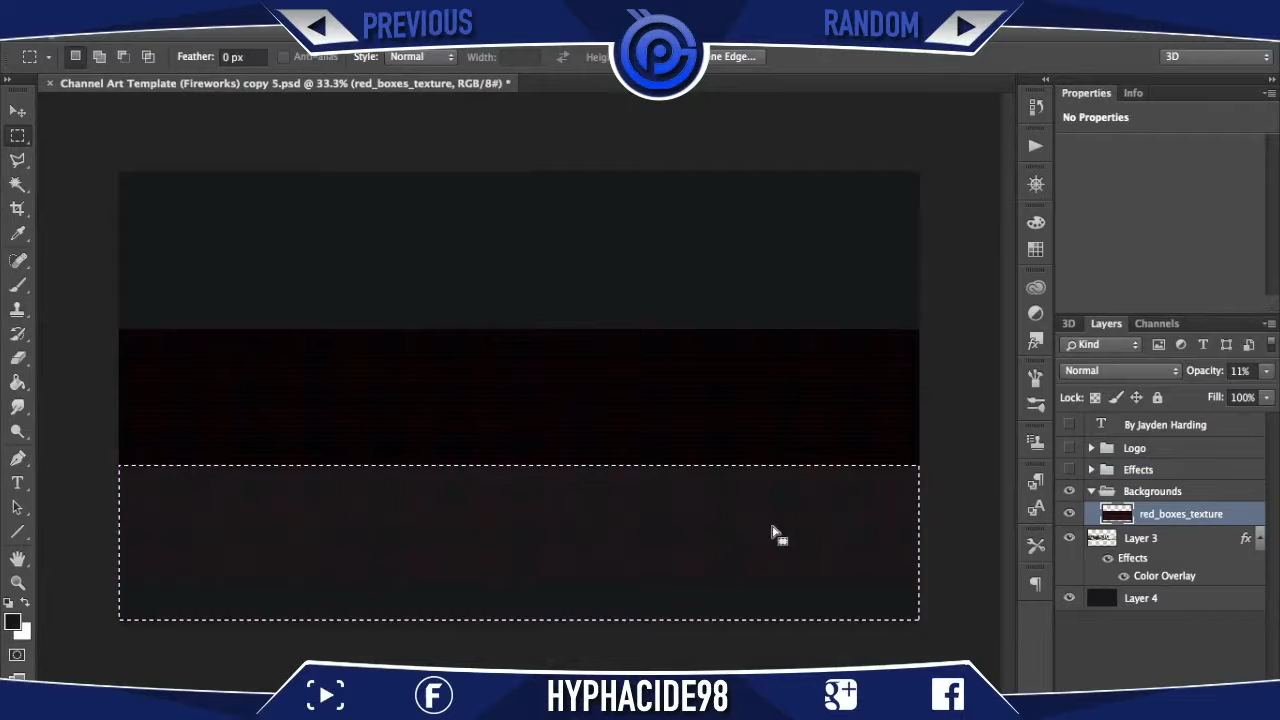 PREVIOUS
RANDOM
Feather: 0 px
Anti-alias
Style: Normal
Width:
ne Edge...
3D
Channel Art Template (Fireworks) copy 5.psd @ 33.3% (red_boxes_texture, RGB/8#) *
Properties
Info
No Properties
3D
Layers
Channels
Kind
Normal
Opacity: 11%
Lock:
Fill: 100%
By Jayden Harding
Logo
Effects
Backgrounds
red_boxes_texture
Layer 3
fx
Effects
Color Overlay
Layer 4
HYPHACIDE98